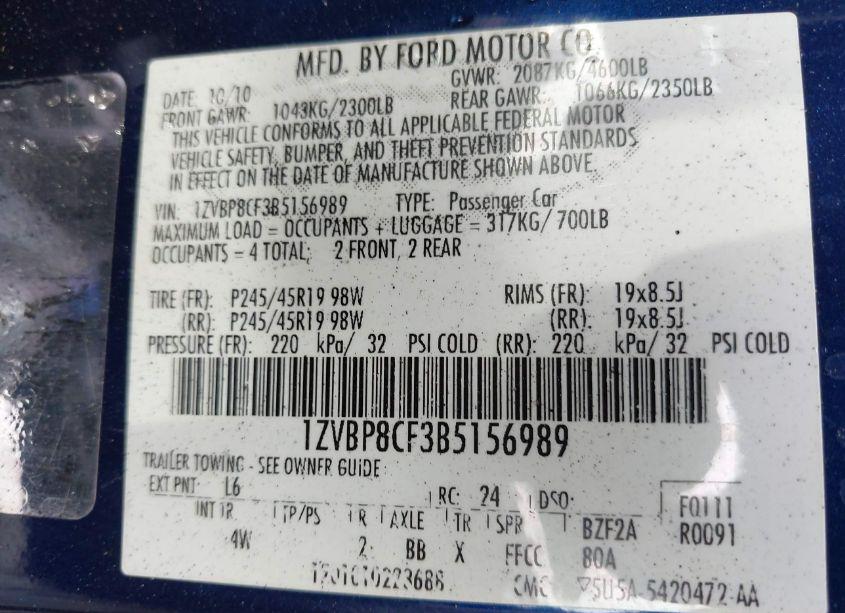 MFD. BY FORD MOTOR CO
DATE: 10/10 GVWR: 2087KG/4600LB
FRONT GAWR: 1043KG/2300LB REAR GAWR: 1066KG/2350LB
THIS VEHICLE CONFORMS TO ALL APPLICABLE FEDERAL MOTOR
VEHICLE SAFETY, BUMPER, AND THEFT PREVENTION STANDARDS
IN EFFECT ON THE DATE OF MANUFACTURE SHOWN ABOVE.
VIN: 1ZVBP8CF3B5156989 TYPE: Passenger Car
MAXIMUM LOAD = OCCUPANTS + LUGGAGE = 317KG/ 700LB
OCCUPANTS = 4 TOTAL; 2 FRONT, 2 REAR
TIRE (FR): P245/45R19 98W RIMS (FR): 19x8.5J
(RR): P245/45R19 98W (RR): 19x8.5J
PRESSURE (FR): 220 kPa/ 32 PSI COLD (RR): 220 kPa/ 32 PSI COLD
1ZVBP8CF3B5156989
TRAILER TOWING - SEE OWNER GUIDE
EXT PNT: L6 RC: 24 DSO: F0111
INT TR TP/PS R AXLE TR SPR BZF2A R0091
4W 2 BB X FFCC 80A
5U5A-5420472-AA